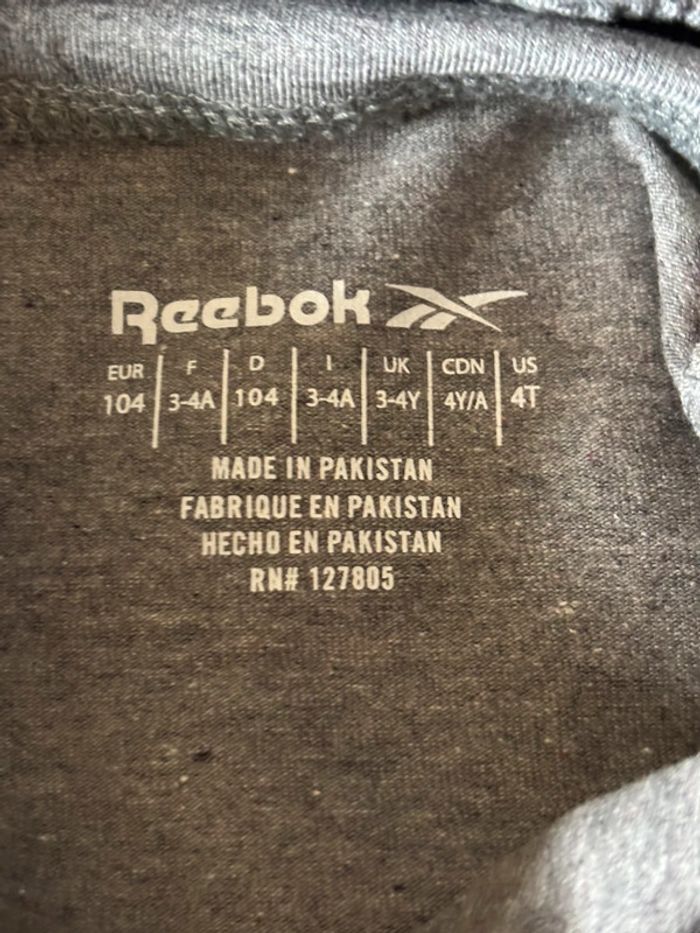 Reebok
EUR F D I UK CDN US
104 3-4A 104 3-4A 3-4Y 4Y/A 4T
MADE IN PAKISTAN
FABRIQUE EN PAKISTAN
HECHO EN PAKISTAN
RN# 127805